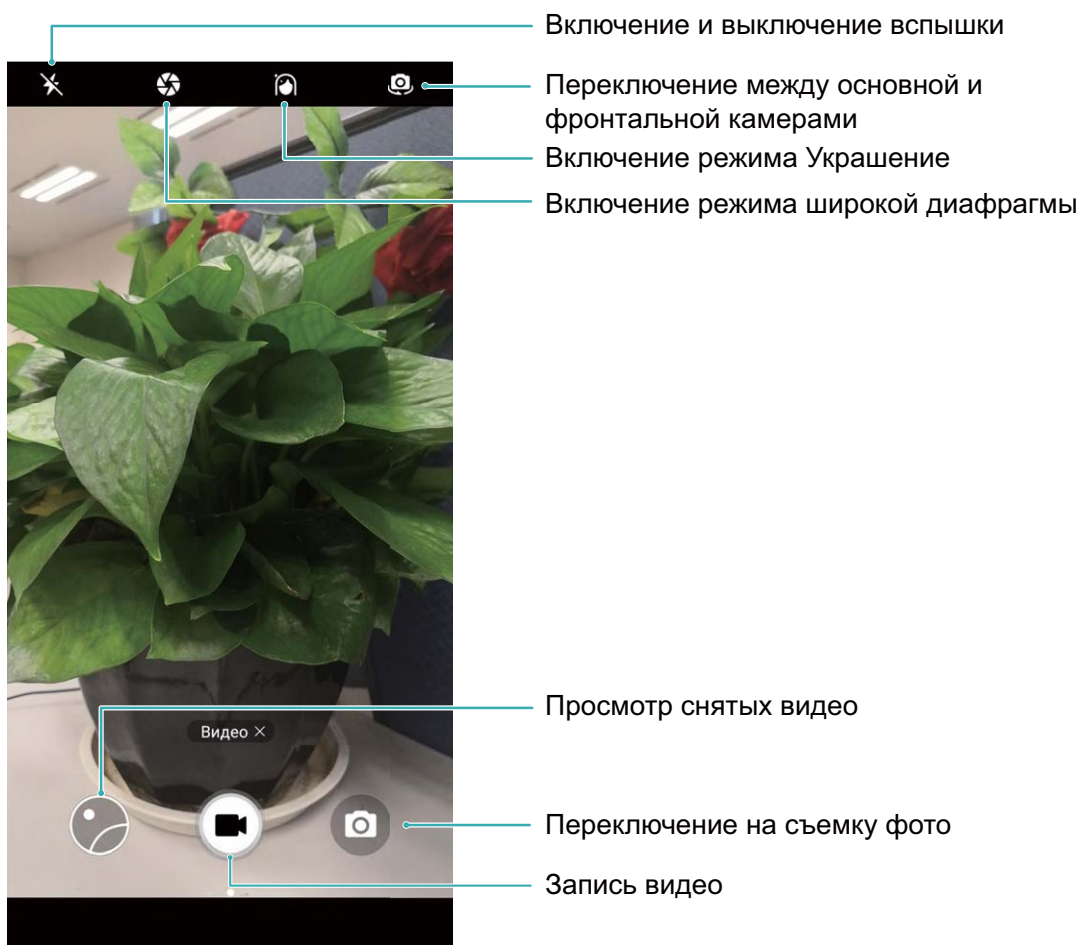 Включение и выключение вспышки
Переключение между основной и
фронтальной камерами
Включение режима Украшение
Включение режима широкой диафрагмы
Видео ×
Просмотр снятых видео
Переключение на съемку фото
Запись видео